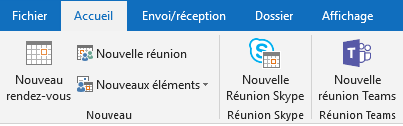 Fichier Accueil Envoi/réception Dossier Affichage
Nouveau rendez-vous
Nouvelle réunion
Nouveaux éléments
Nouveau
Nouvelle
Réunion Skype
Réunion Skype
Nouvelle
réunion Teams
Réunion Teams